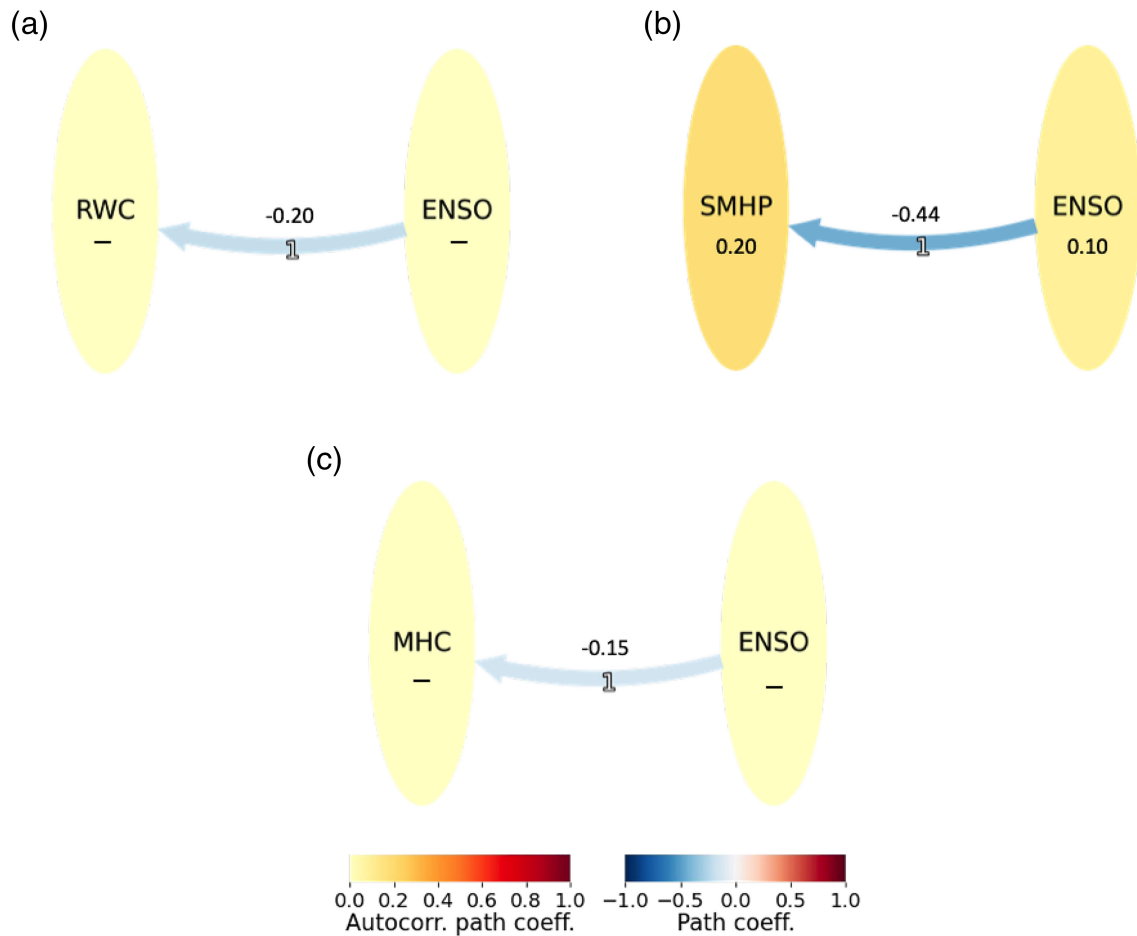 (a)
(b)
-0.20
-0.44
RWC
ENSO
SMHP
ENSO
–
1
–
0.20
1
0.10
(c)
-0.15
MHC
ENSO
–
1
–
0.0 0.2 0.4 0.6 0.8 1.0
Autocorr. path coeff.
−1.0 −0.5 0.0 0.5 1.0
Path coeff.